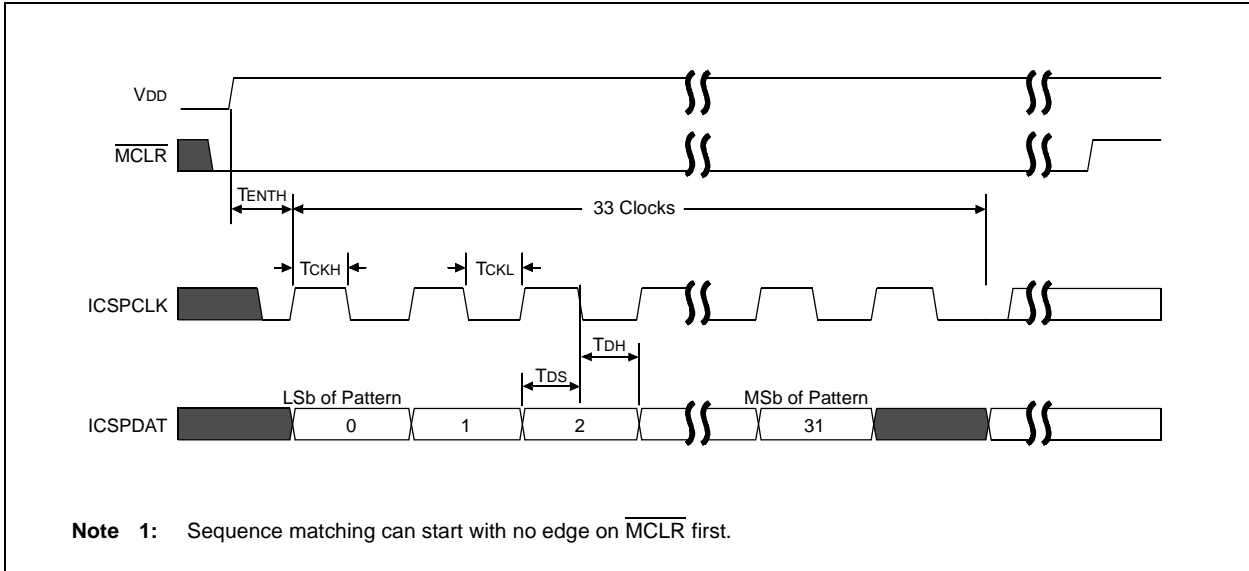 VDD
MCLR
TENTH
33 Clocks
TCKH
TCKL
ICSPCLK
TDH
TDS
LSb of Pattern
MSb of Pattern
ICSPDAT
0
1
2
31
Note 1: Sequence matching can start with no edge on MCLR first.